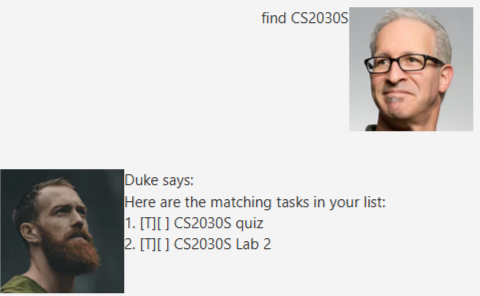 find CS2030S
Duke says:
Here are the matching tasks in your list:
1. [T][ ] CS2030S quiz
2. [T][ ] CS2030S Lab 2